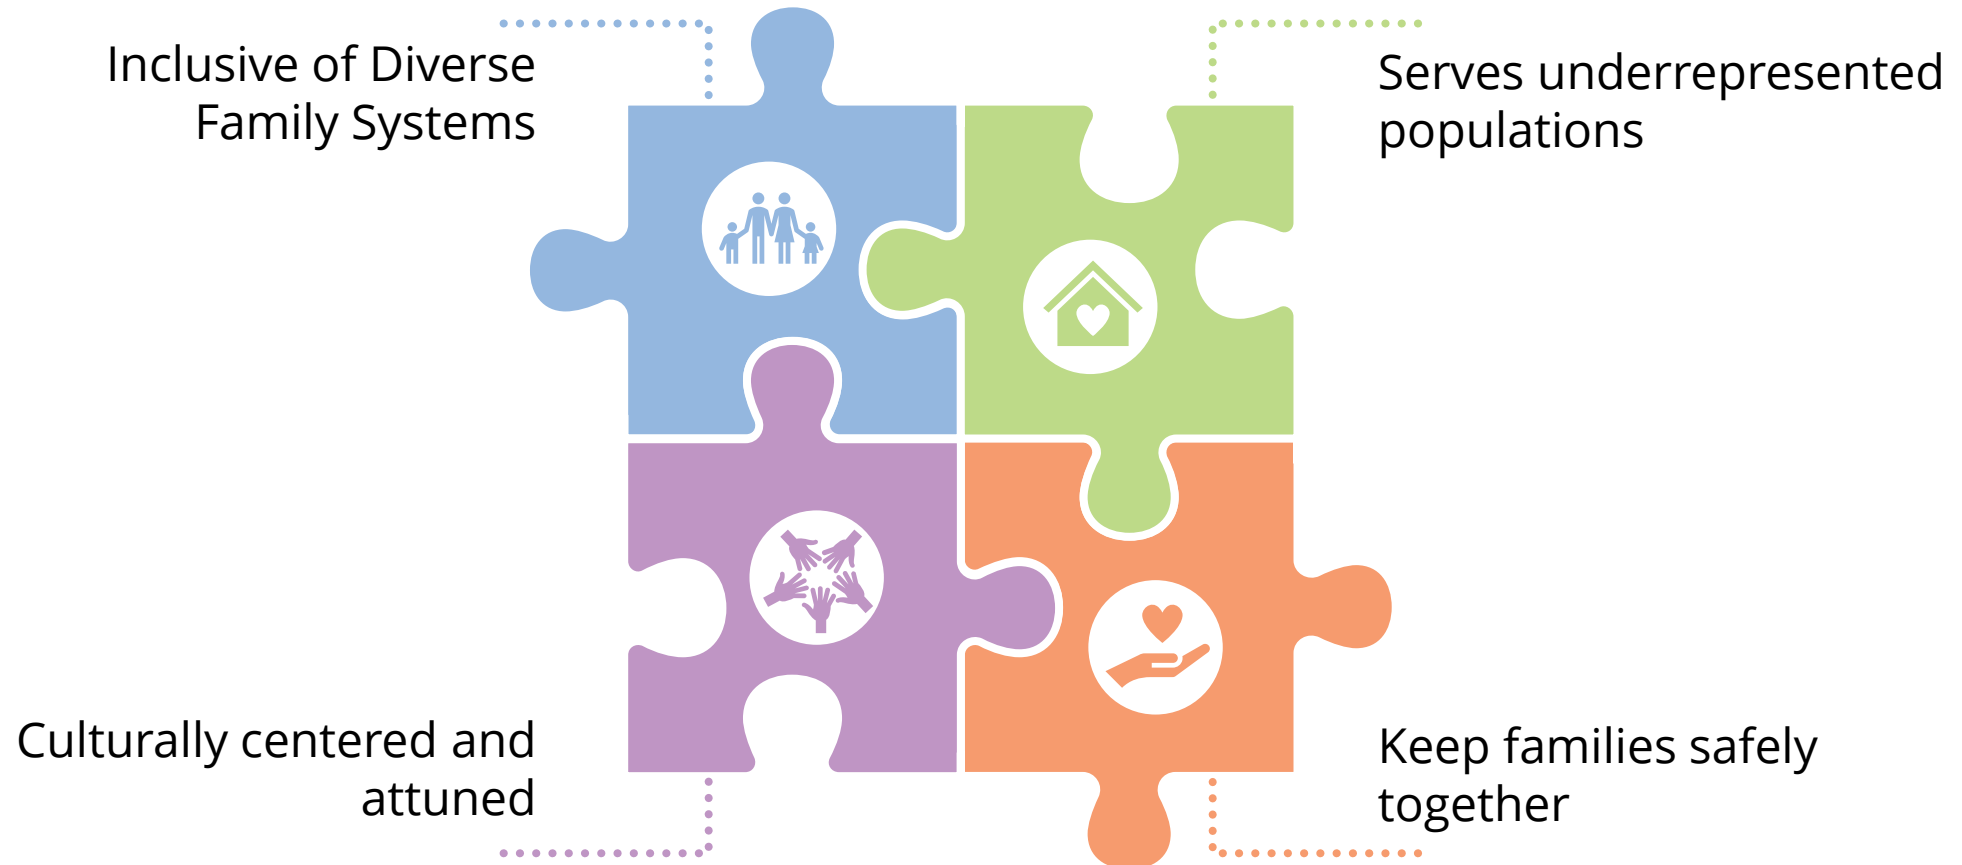 Inclusive of Diverse
Family Systems
Serves underrepresented
populations
Culturally centered and
attuned
Keep families safely
together